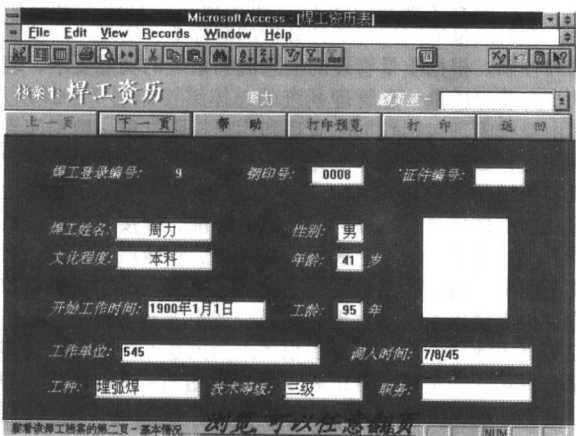 Microsoft Access - [焊工资历表]
File Edit View Records Window Help
档案1: 焊工资历 周力 翻页至-
上一页 下一页 帮助 打印预览 打印 返回
焊工登录编号: 9 钢印号: 0008 证件编号:
焊工姓名: 周力 性别: 男
文化程度: 本科 年龄: 41 岁
开始工作时间: 1900年1月1日 工龄: 95 年
工作单位: 545 调入时间: 7/8/45
工种: 埋弧焊 技术等级: 三级 职务:
察看该焊工档案的第二页-基本情况 浏览,可以任意翻页 NUM